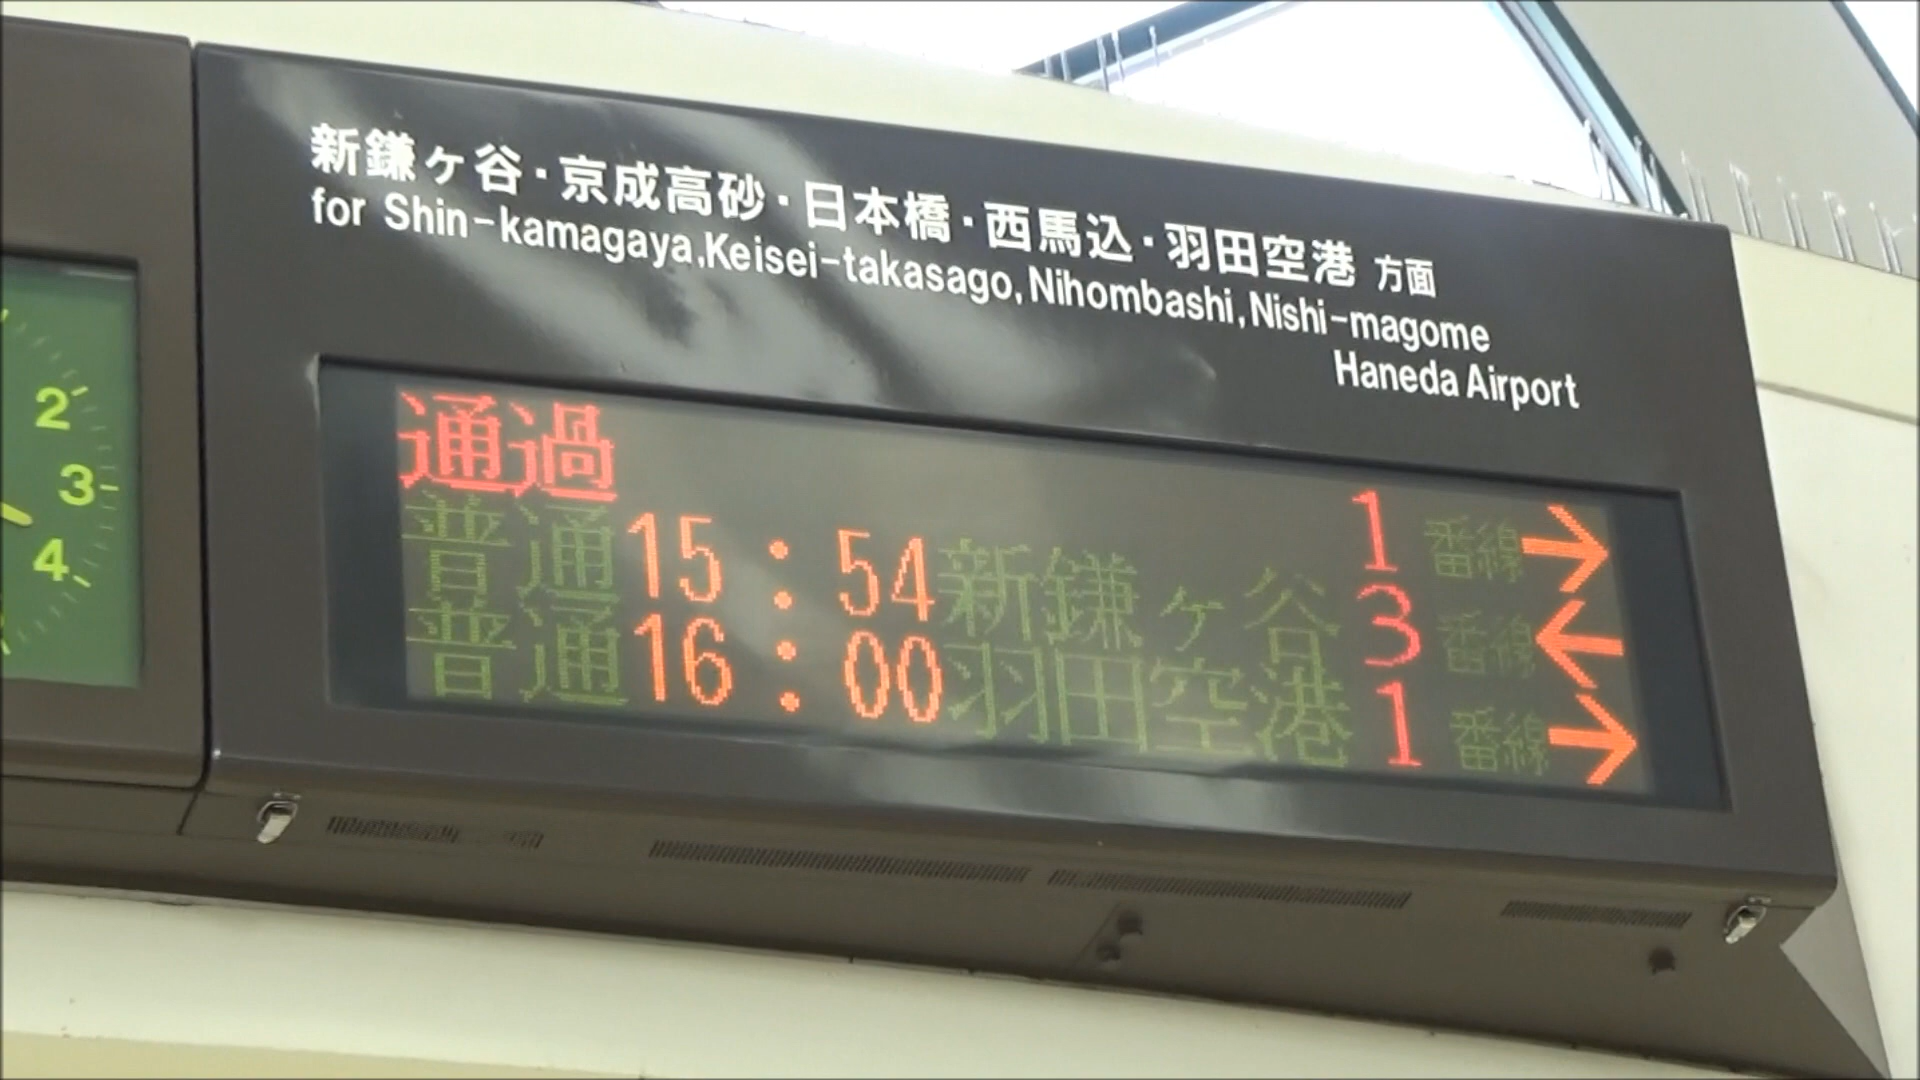 新鎌ヶ谷・京成高砂・日本橋・西馬込・羽田空港 方面
for Shin-kamagaya,Keisei-takasago,Nihombashi,Nishi-magome
Haneda Airport
通過 1 番線 →
普通 15:54 新鎌ヶ谷 3 番線 ←
普通 16:00 羽田空港 1 番線 →
2
3
4